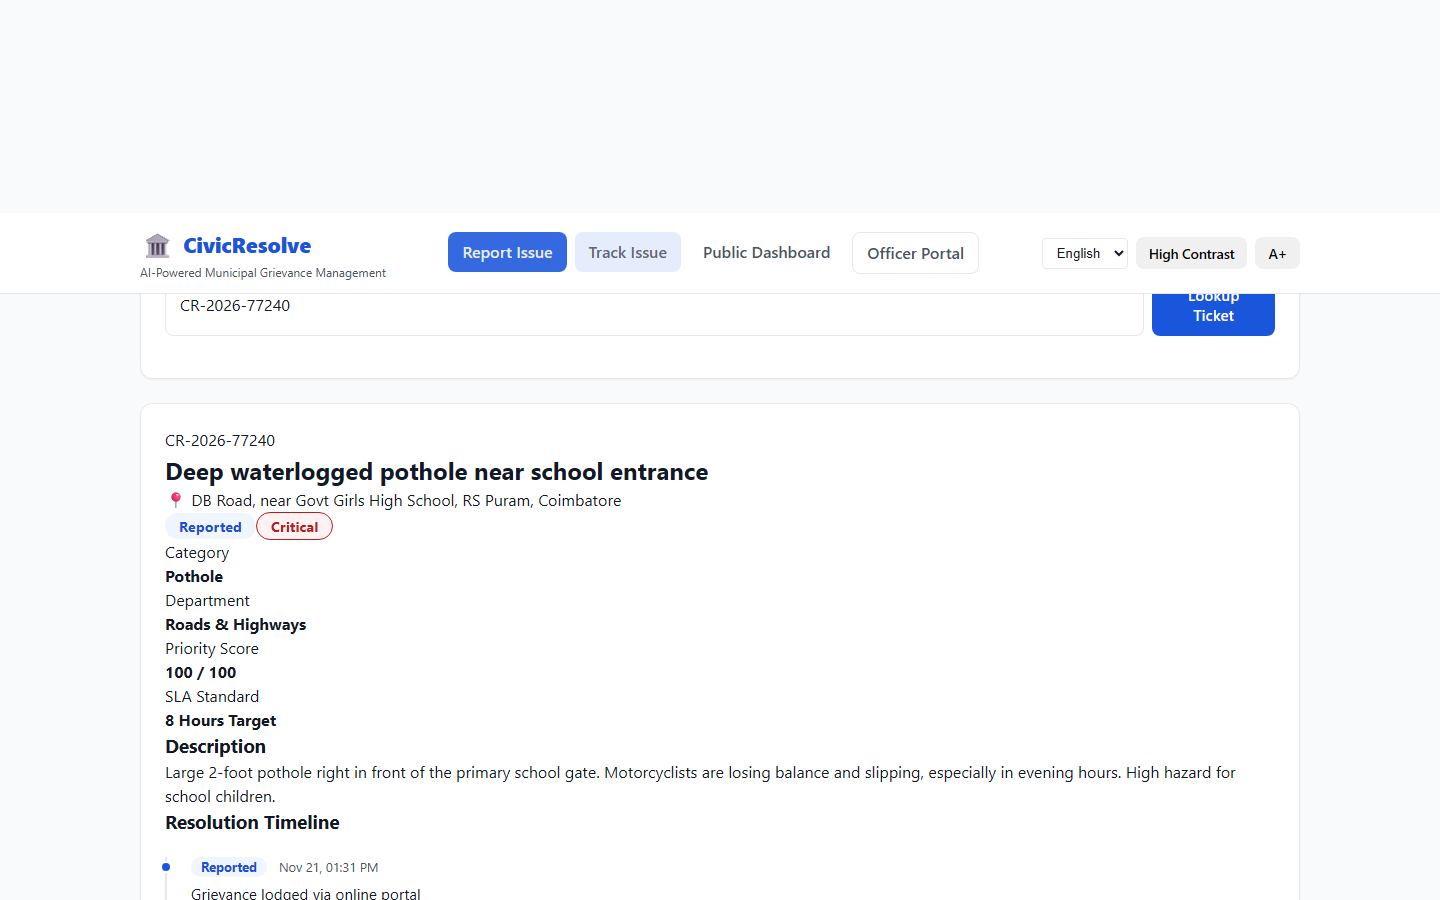 CivicResolve
AI-Powered Municipal Grievance Management
Report Issue
Track Issue
Public Dashboard
Officer Portal
English
High Contrast
A+
CR-2026-77240
Lookup
Ticket
CR-2026-77240
Deep waterlogged pothole near school entrance
DB Road, near Govt Girls High School, RS Puram, Coimbatore
Reported
Critical
Category
Pothole
Department
Roads & Highways
Priority Score
100 / 100
SLA Standard
8 Hours Target
Description
Large 2-foot pothole right in front of the primary school gate. Motorcyclists are losing balance and slipping, especially in evening hours. High hazard for
school children.
Resolution Timeline
Reported
Nov 21, 01:31 PM
Grievance lodged via online portal